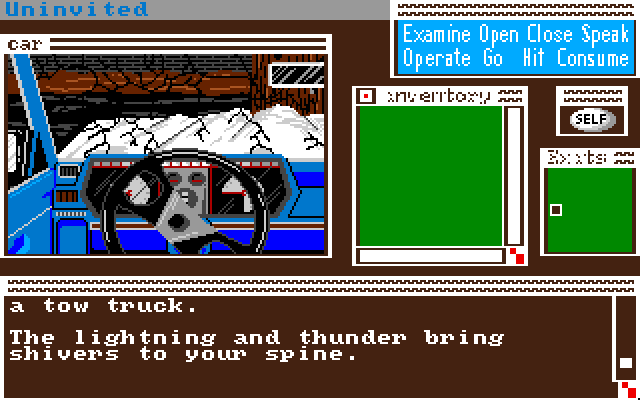 Uninvited
Examine Open Close Speak
Operate Go Hit Consume
car
inventory
SELF
Exits
a tow truck.
The lightning and thunder bring
shivers to your spine.